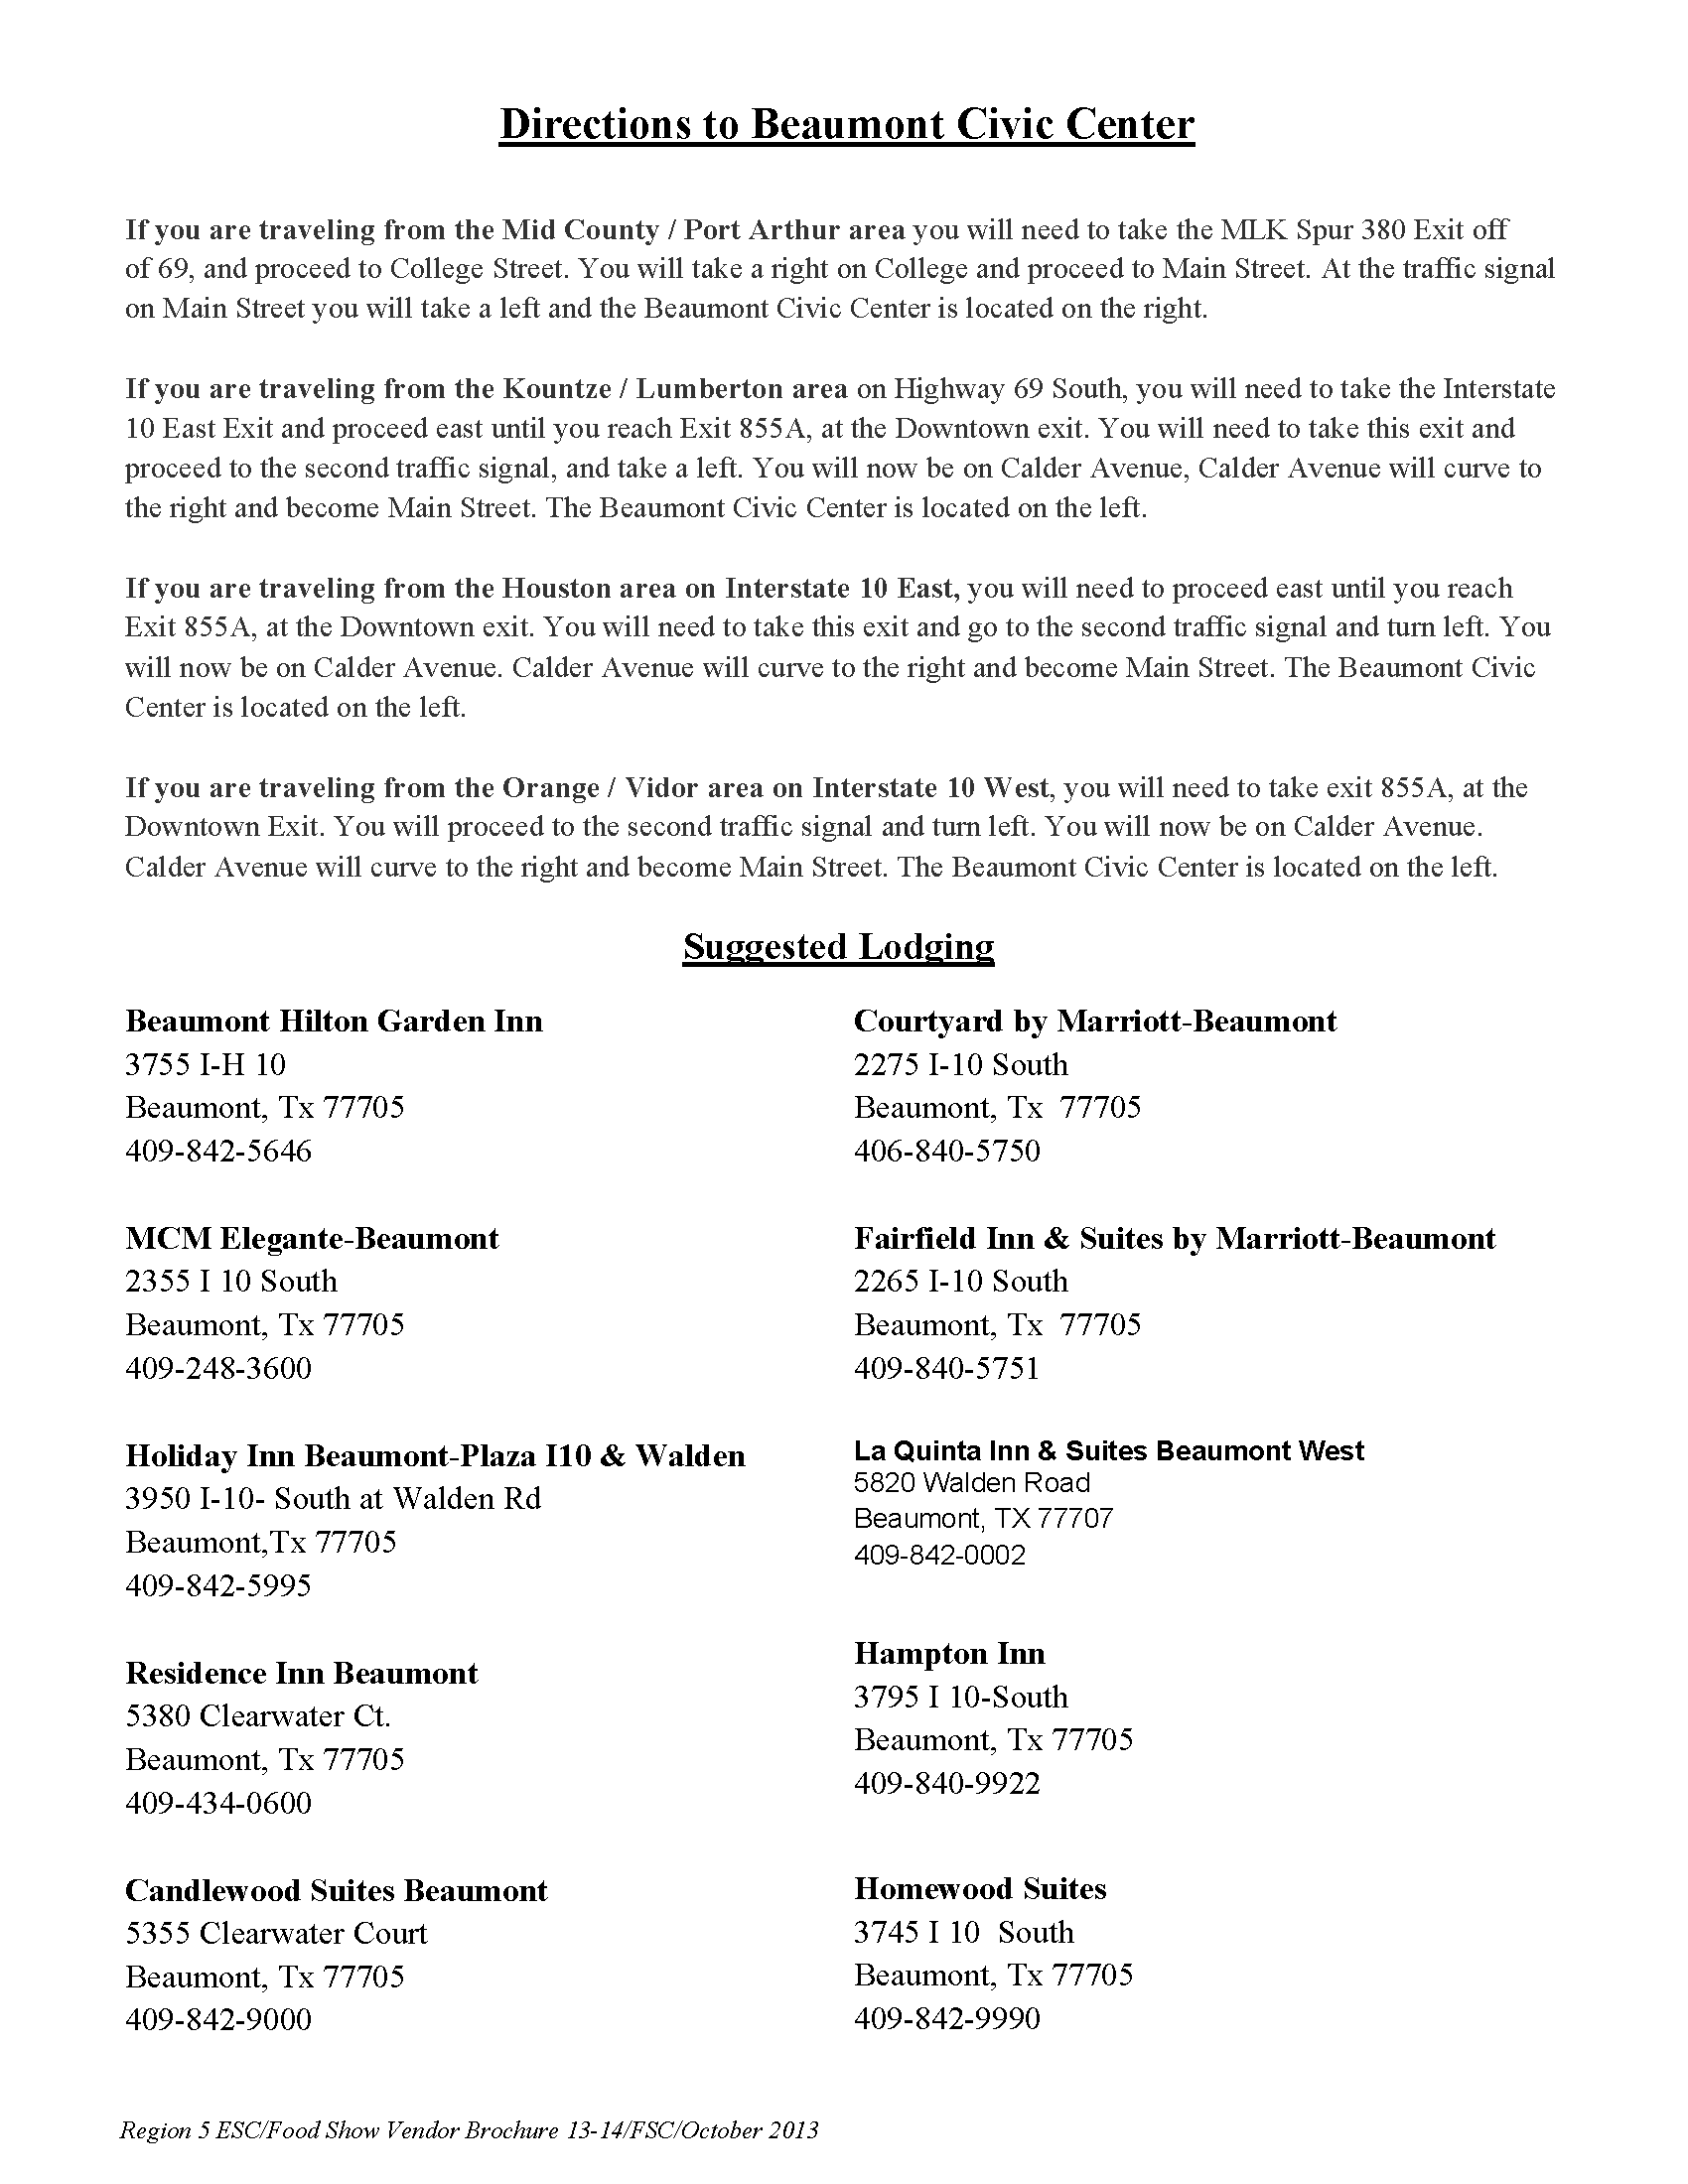 Directions to Beaumont Civic Center
If you are traveling from the Mid County / Port Arthur area you will need to take the MLK Spur 380 Exit off
of 69, and proceed to College Street. You will take a right on College and proceed to Main Street. At the traffic signal
on Main Street you will take a left and the Beaumont Civic Center is located on the right.
If you are traveling from the Kountze / Lumberton area on Highway 69 South, you will need to take the Interstate
10 East Exit and proceed east until you reach Exit 855A, at the Downtown exit. You will need to take this exit and
proceed to the second traffic signal, and take a left. You will now be on Calder Avenue, Calder Avenue will curve to
the right and become Main Street. The Beaumont Civic Center is located on the left.
If you are traveling from the Houston area on Interstate 10 East, you will need to proceed east until you reach
Exit 855A, at the Downtown exit. You will need to take this exit and go to the second traffic signal and turn left. You
will now be on Calder Avenue. Calder Avenue will curve to the right and become Main Street. The Beaumont Civic
Center is located on the left.
If you are traveling from the Orange / Vidor area on Interstate 10 West, you will need to take exit 855A, at the
Downtown Exit. You will proceed to the second traffic signal and turn left. You will now be on Calder Avenue.
Calder Avenue will curve to the right and become Main Street. The Beaumont Civic Center is located on the left.
Suggested Lodging
Beaumont Hilton Garden Inn
3755 I-H 10
Beaumont, Tx 77705
409-842-5646
MCM Elegante-Beaumont
2355 I 10 South
Beaumont, Tx 77705
409-248-3600
Holiday Inn Beaumont-Plaza I10 & Walden
3950 I-10- South at Walden Rd
Beaumont,Tx 77705
409-842-5995
Residence Inn Beaumont
5380 Clearwater Ct.
Beaumont, Tx 77705
409-434-0600
Candlewood Suites Beaumont
5355 Clearwater Court
Beaumont, Tx 77705
409-842-9000
Courtyard by Marriott-Beaumont
2275 I-10 South
Beaumont, Tx  77705
406-840-5750
Fairfield Inn & Suites by Marriott-Beaumont
2265 I-10 South
Beaumont, Tx  77705
409-840-5751
La Quinta Inn & Suites Beaumont West
5820 Walden Road
Beaumont, TX 77707
409-842-0002
Hampton Inn
3795 I 10-South
Beaumont, Tx 77705
409-840-9922
Homewood Suites
3745 I 10  South
Beaumont, Tx 77705
409-842-9990
Region 5 ESC/Food Show Vendor Brochure 13-14/FSC/October 2013